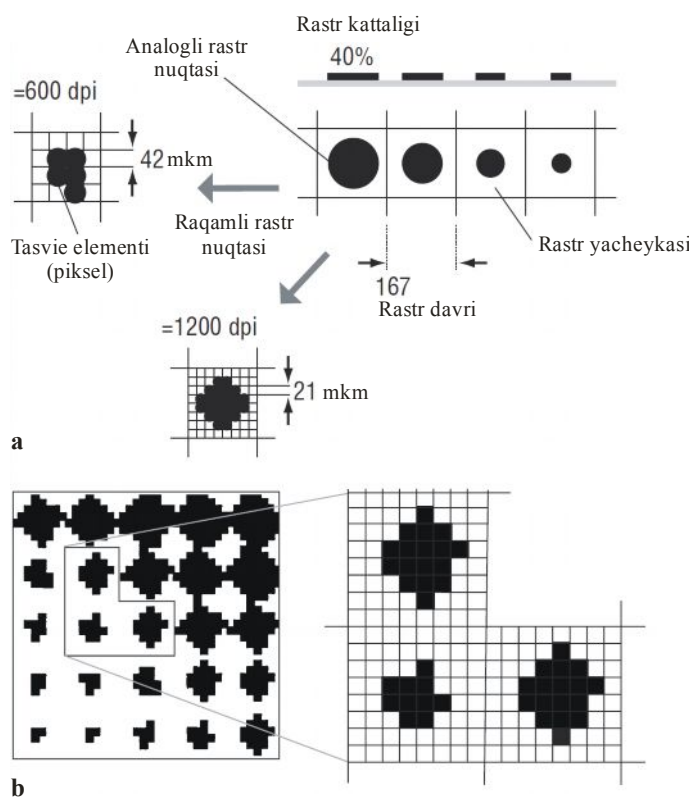 Rastr kattaligi
Analogli rastr
nuqtasi
40%
=600 dpi
42 mkm
Raqamli rastr
nuqtasi
Tasvie elementi
(piksel)
Rastr yacheykasi
167
Rastr davri
=1200 dpi
21 mkm
a
b